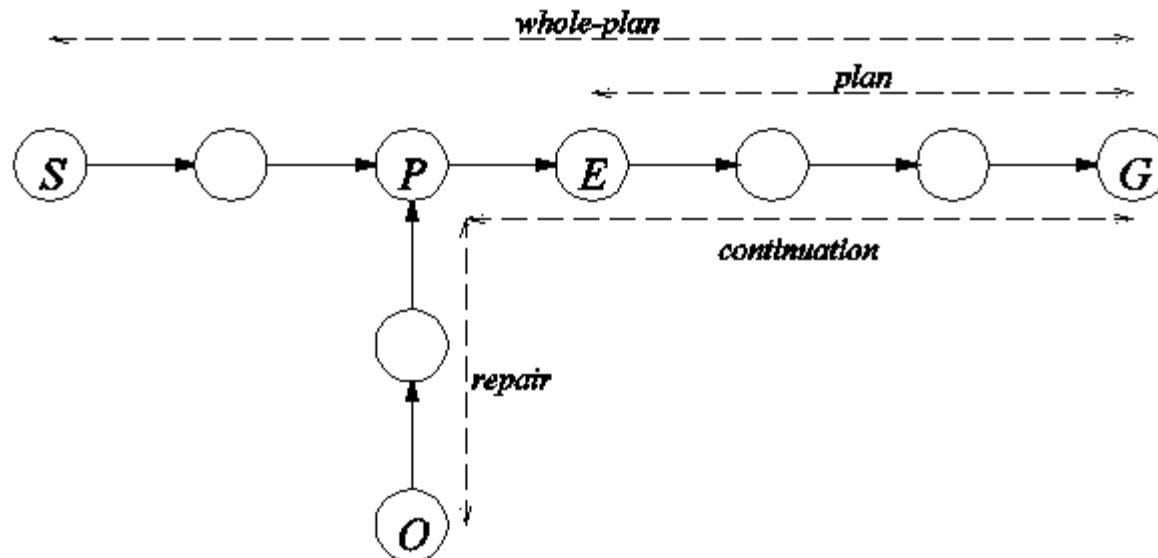 whole-plan
plan
S P E G
continuation
repair
O